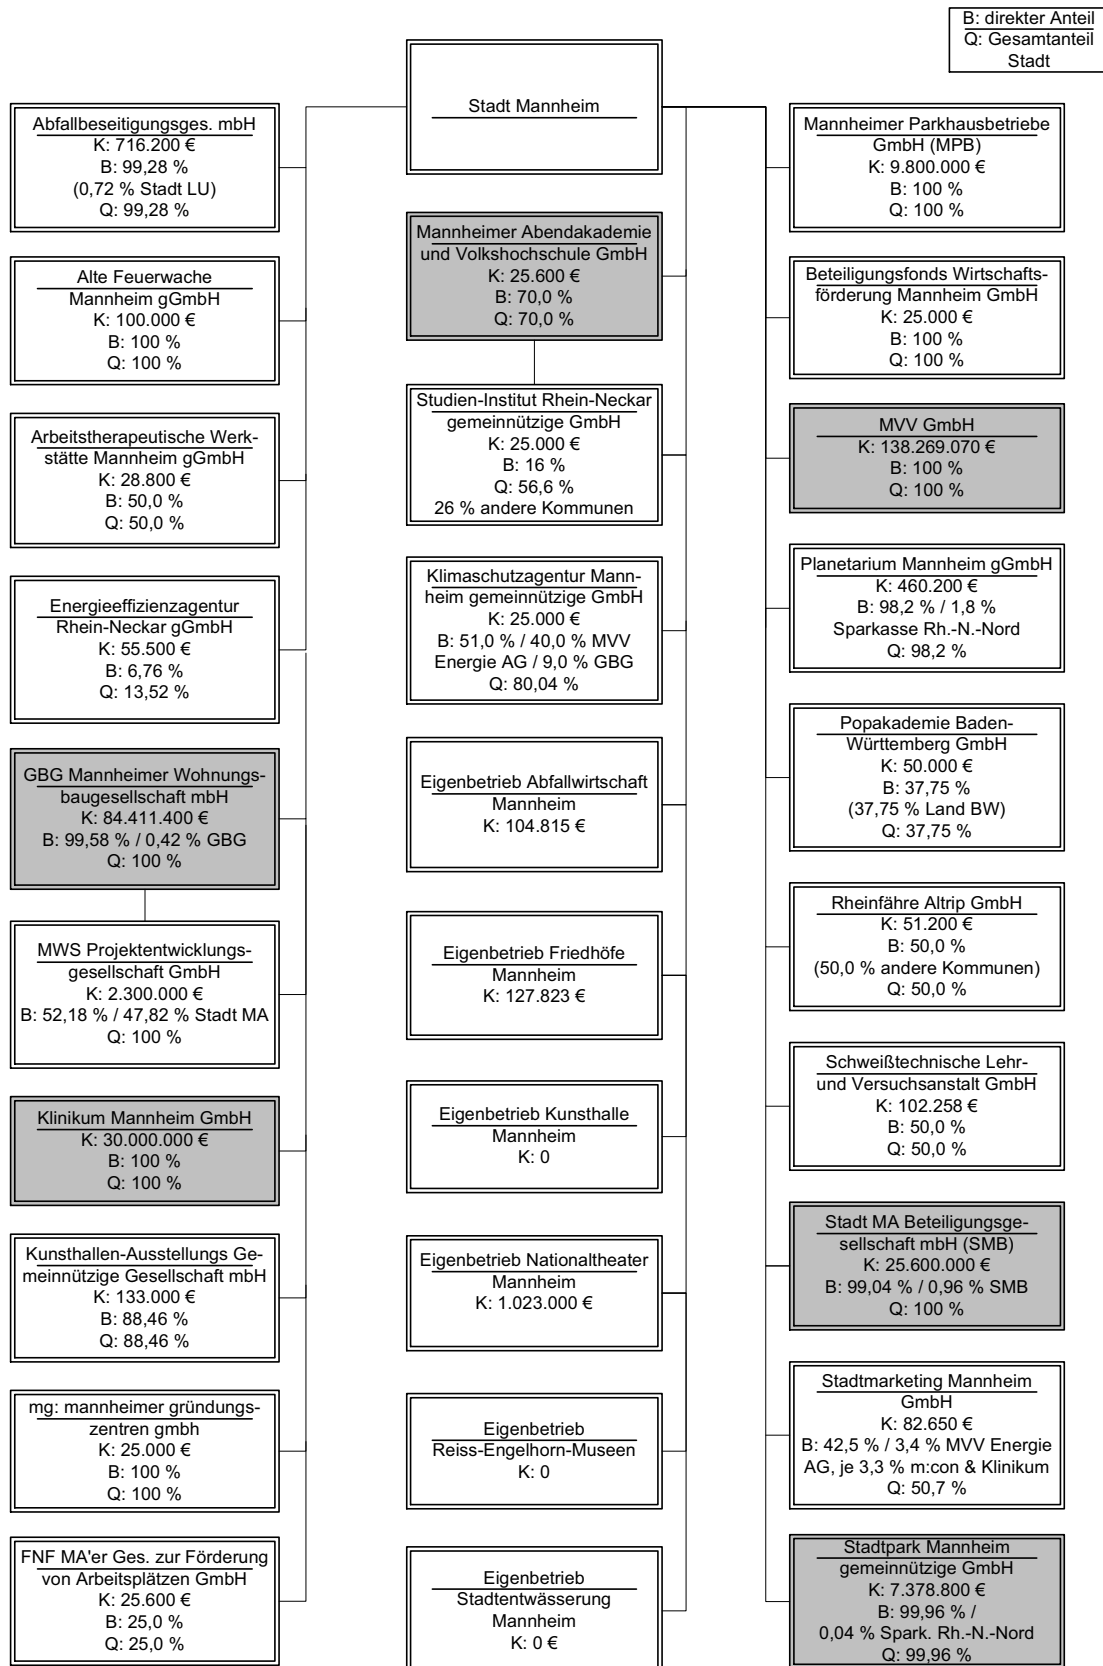 B: direkter Anteil
Q: Gesamtanteil
Stadt
Stadt Mannheim
Abfallbeseitigungsges. mbH
K: 716.200 €
B: 99,28 %
(0,72 % Stadt LU)
Q: 99,28 %
Alte Feuerwache
Mannheim gGmbH
K: 100.000 €
B: 100 %
Q: 100 %
Arbeitstherapeutische Werk-
stätte Mannheim gGmbH
K: 28.800 €
B: 50,0 %
Q: 50,0 %
Energieeffizienzagentur
Rhein-Neckar gGmbH
K: 55.500 €
B: 6,76 %
Q: 13,52 %
GBG Mannheimer Wohnungs-
baugesellschaft mbH
K: 84.411.400 €
B: 99,58 % / 0,42 % GBG
Q: 100 %
MWS Projektentwicklungs-
gesellschaft GmbH
K: 2.300.000 €
B: 52,18 % / 47,82 % Stadt MA
Q: 100 %
Klinikum Mannheim GmbH
K: 30.000.000 €
B: 100 %
Q: 100 %
Kunsthallen-Ausstellungs Ge-
meinnützige Gesellschaft mbH
K: 133.000 €
B: 88,46 %
Q: 88,46 %
mg: mannheimer gründungs-
zentren gmbh
K: 25.000 €
B: 100 %
Q: 100 %
FNF MA'er Ges. zur Förderung
von Arbeitsplätzen GmbH
K: 25.600 €
B: 25,0 %
Q: 25,0 %
Mannheimer Abendakademie
und Volkshochschule GmbH
K: 25.600 €
B: 70,0 %
Q: 70,0 %
Studien-Institut Rhein-Neckar
gemeinnützige GmbH
K: 25.000 €
B: 16 %
Q: 56,6 %
26 % andere Kommunen
Klimaschutzagentur Mann-
heim gemeinnützige GmbH
K: 25.000 €
B: 51,0 % / 40,0 % MVV
Energie AG / 9,0 % GBG
Q: 80,04 %
Eigenbetrieb Abfallwirtschaft
Mannheim
K: 104.815 €
Eigenbetrieb Friedhöfe
Mannheim
K: 127.823 €
Eigenbetrieb Kunsthalle
Mannheim
K: 0
Eigenbetrieb Nationaltheater
Mannheim
K: 1.023.000 €
Eigenbetrieb
Reiss-Engelhorn-Museen
K: 0
Eigenbetrieb
Stadtentwässerung
Mannheim
K: 0 €
Mannheimer Parkhausbetriebe
GmbH (MPB)
K: 9.800.000 €
B: 100 %
Q: 100 %
Beteiligungsfonds Wirtschafts-
förderung Mannheim GmbH
K: 25.000 €
B: 100 %
Q: 100 %
MVV GmbH
K: 138.269.070 €
B: 100 %
Q: 100 %
Planetarium Mannheim gGmbH
K: 460.200 €
B: 98,2 % / 1,8 %
Sparkasse Rh.-N.-Nord
Q: 98,2 %
Popakademie Baden-
Württemberg GmbH
K: 50.000 €
B: 37,75 %
(37,75 % Land BW)
Q: 37,75 %
Rheinfähre Altrip GmbH
K: 51.200 €
B: 50,0 %
(50,0 % andere Kommunen)
Q: 50,0 %
Schweißtechnische Lehr-
und Versuchsanstalt GmbH
K: 102.258 €
B: 50,0 %
Q: 50,0 %
Stadt MA Beteiligungsge-
sellschaft mbH (SMB)
K: 25.600.000 €
B: 99,04 % / 0,96 % SMB
Q: 100 %
Stadtmarketing Mannheim
GmbH
K: 82.650 €
B: 42,5 % / 3,4 % MVV Energie
AG, je 3,3 % m:con & Klinikum
Q: 50,7 %
Stadtpark Mannheim
gemeinnützige GmbH
K: 7.378.800 €
B: 99,96 % /
0,04 % Spark. Rh.-N.-Nord
Q: 99,96 %